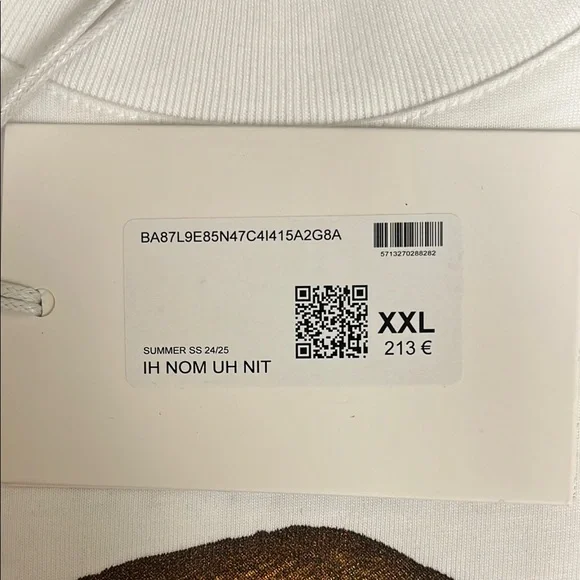 BA87L9E85N47C4I415A2G8A
5713270288282
XXL
213 €
SUMMER SS 24/25
IH NOM UH NIT